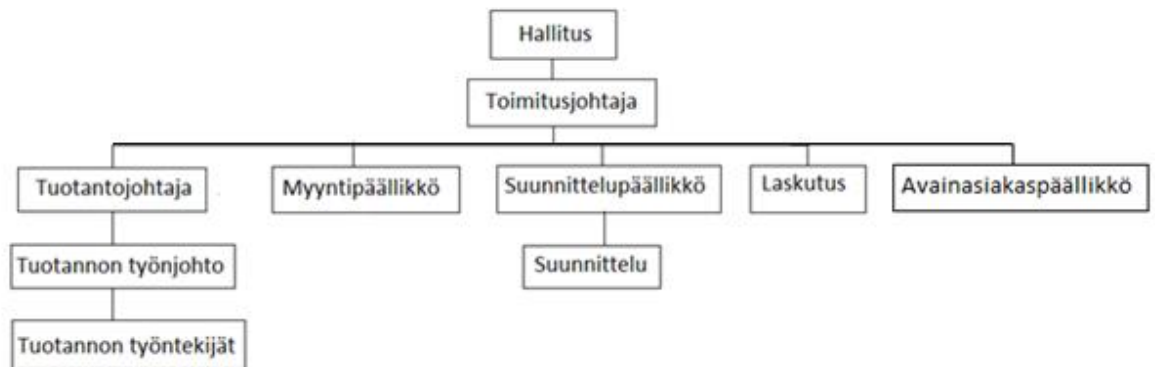 Hallitus
Toimitusjohtaja
Tuotantojohtaja
Myyntipäällikkö
Suunnittelupäällikkö
Laskutus
Avainasiakaspäällikkö
Tuotannon työnjohto
Suunnittelu
Tuotannon työntekijät